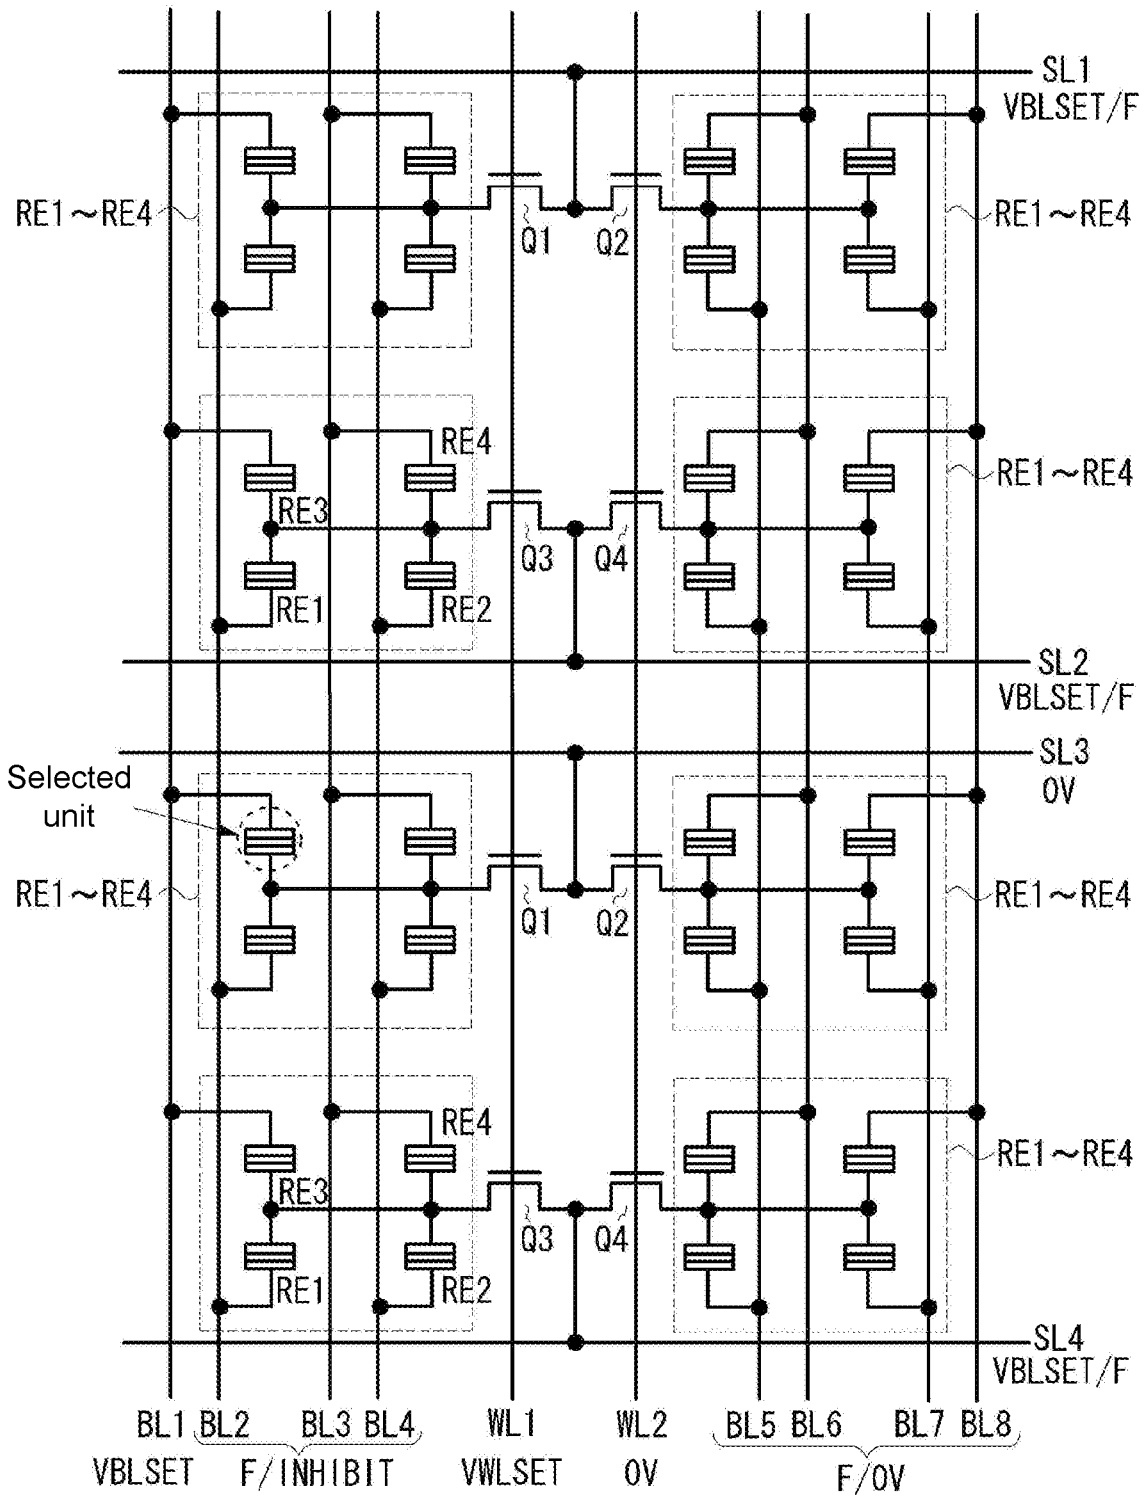 SL1
VBLSET/F
RE1～RE4
RE1～RE4
Q1
Q2
RE4
RE1～RE4
RE3
Q3
Q4
RE1
RE2
SL2
VBLSET/F
SL3
0V
Selected
unit
RE1～RE4
RE1～RE4
Q1
Q2
RE4
RE1～RE4
RE3
Q3
Q4
RE1
RE2
SL4
VBLSET/F
BL1 BL2 BL3 BL4 WL1 WL2 BL5 BL6 BL7 BL8
VBLSET F/INHIBIT VWLSET 0V F/0V